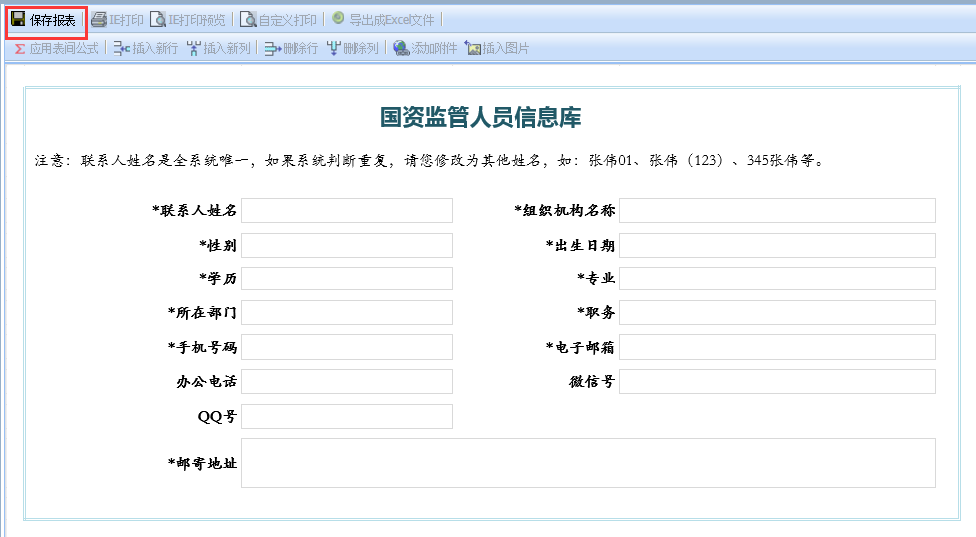 保存报表 IE打印 IE打印预览 自定义打印 导出成Excel文件
应用表间公式 插入新行 插入新列 删除行 删除列 添加附件 插入图片
国资监管人员信息库
注意：联系人姓名是全系统唯一，如果系统判断重复，请您修改为其他姓名，如：张伟01、张伟（123）、345张伟等。
*联系人姓名 *组织机构名称
*性别 *出生日期
*学历 *专业
*所在部门 *职务
*手机号码 *电子邮箱
办公电话 微信号
QQ号
*邮寄地址